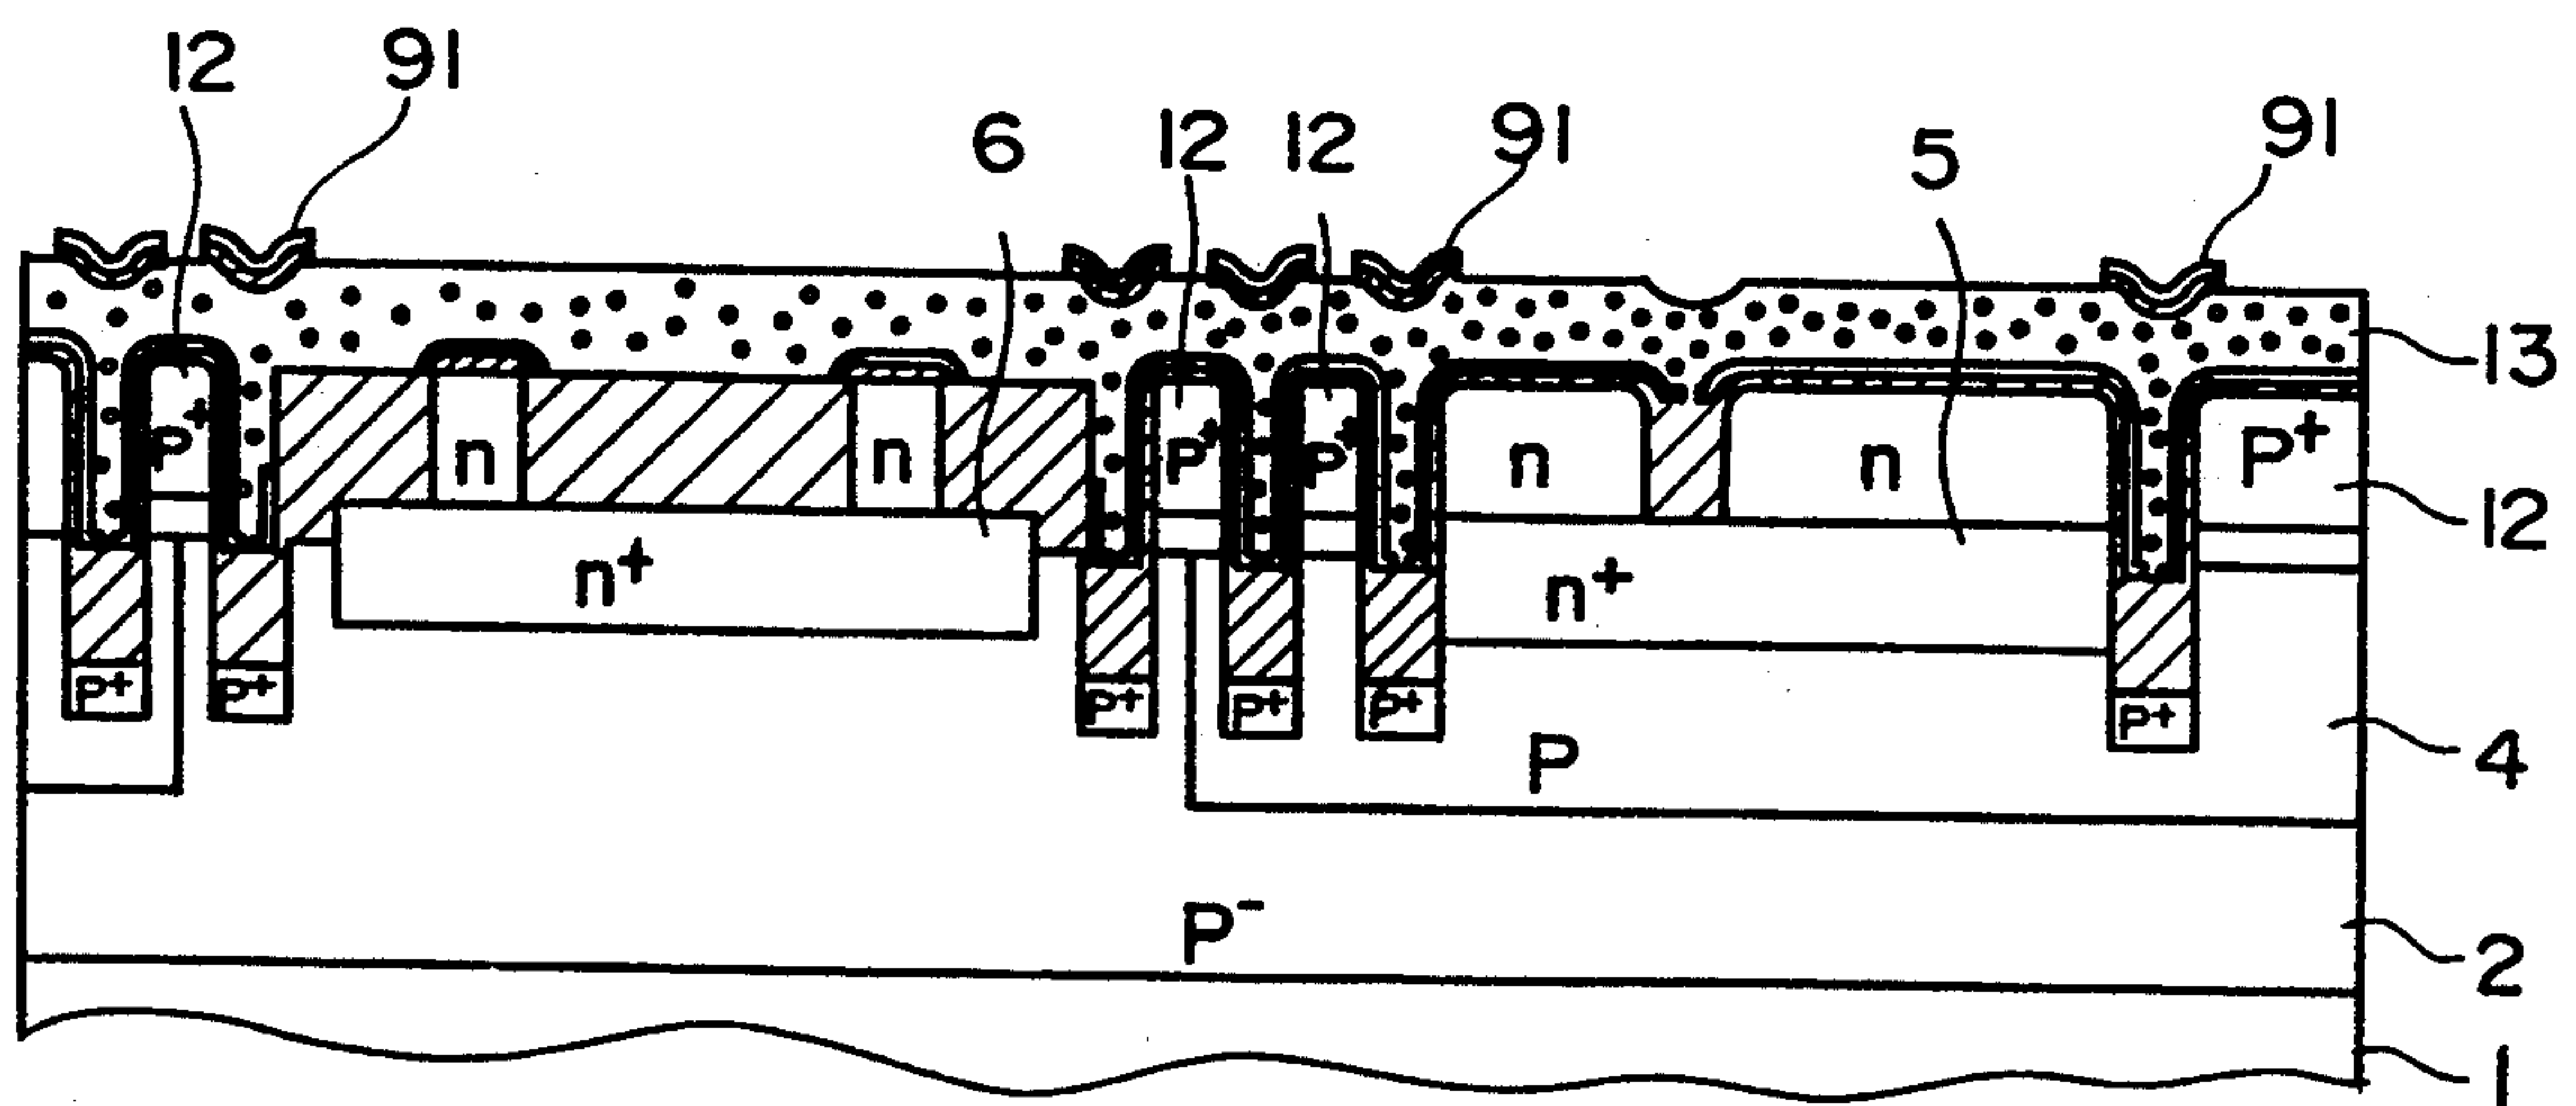 12 91
6 12 12 91 5 91
13
P+ n n P+ P+ n n P+
12
n+ n+
P+ P+ P+ P+ P+ P+
P 4
P- 2
1